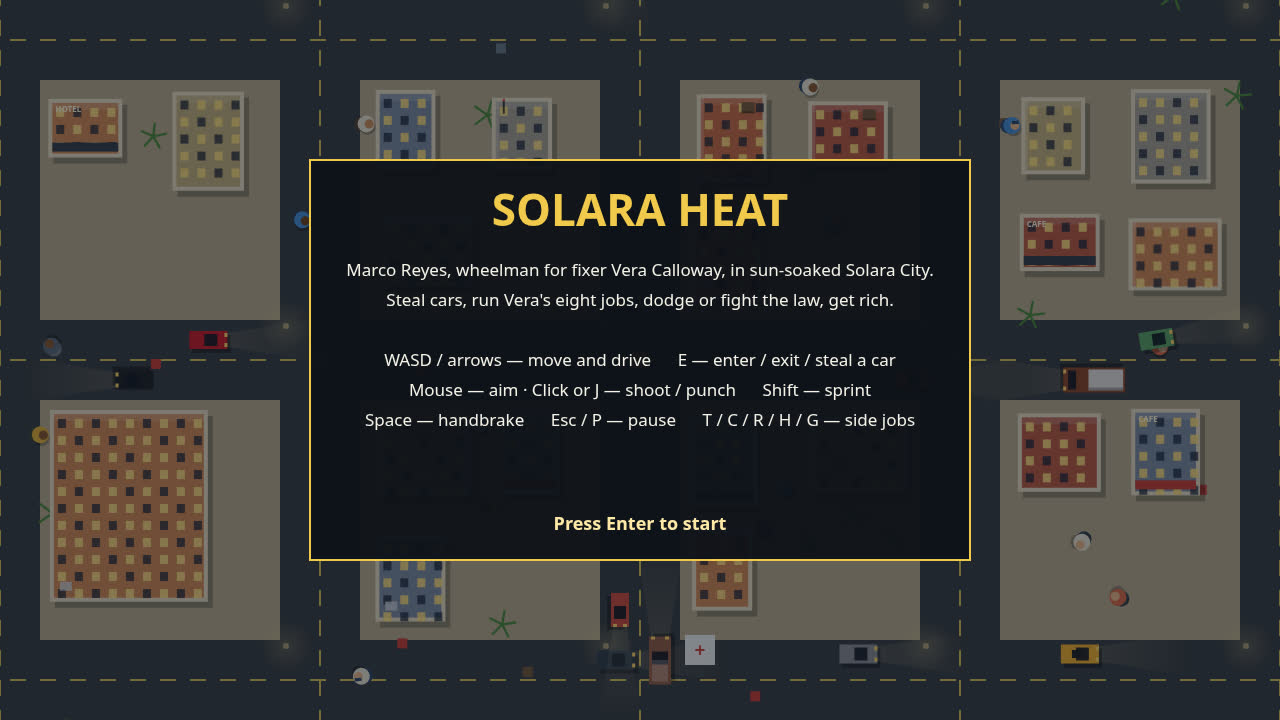 HOTEL
SOLARA HEAT
Marco Reyes, wheelman for fixer Vera Calloway, in sun-soaked Solara City.
Steal cars, run Vera's eight jobs, dodge or fight the law, get rich.
CAFE
WASD / arrows — move and drive E — enter / exit / steal a car
Mouse — aim · Click or J — shoot / punch Shift — sprint
Space — handbrake Esc / P — pause T / C / R / H / G — side jobs
CAFE
Press Enter to start